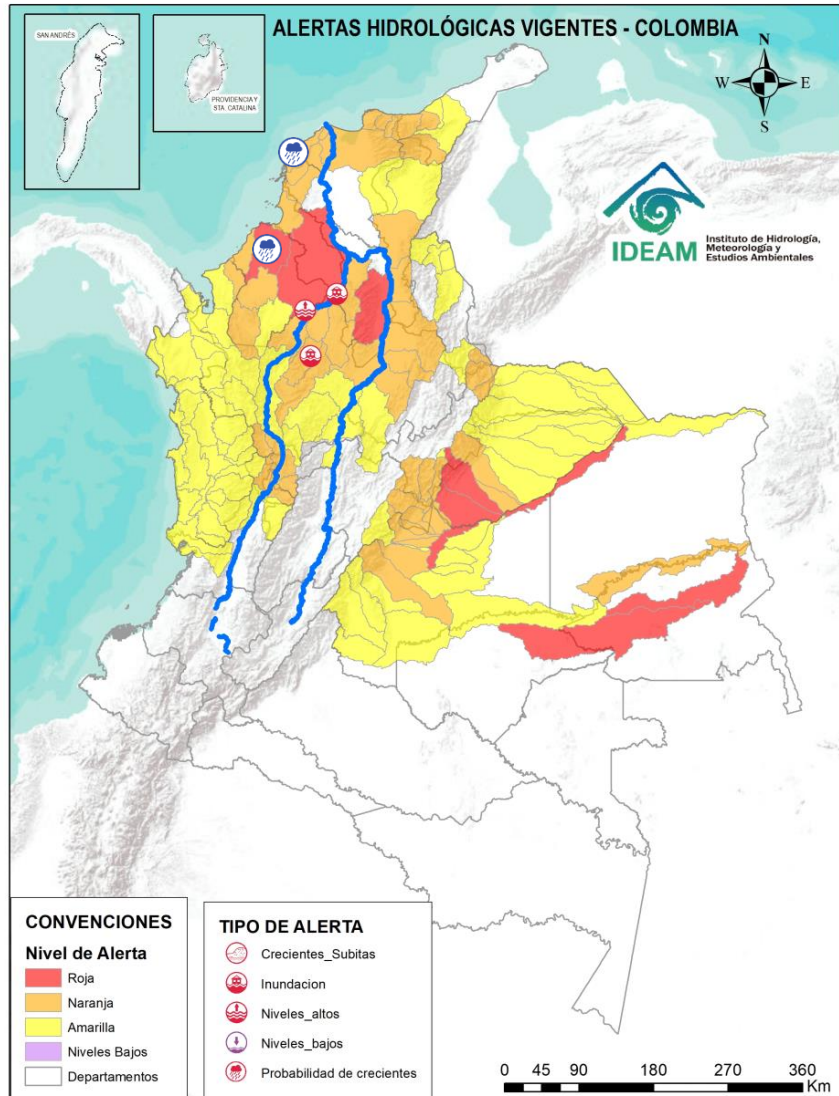 ALERTAS HIDROLÓGICAS VIGENTES - COLOMBIA
SAN ANDRÉS
PROVIDENCIA Y
STA. CATALINA
N
W
E
S
IDEAM
Instituto de Hidrología,
Meteorología y
Estudios Ambientales
CONVENCIONES
Nivel de Alerta
Roja
Naranja
Amarilla
Niveles Bajos
Departamentos
TIPO DE ALERTA
Crecientes_Subitas
Inundacion
Niveles_altos
Niveles_bajos
Probabilidad de crecientes
0 45 90 180 270 360
Km